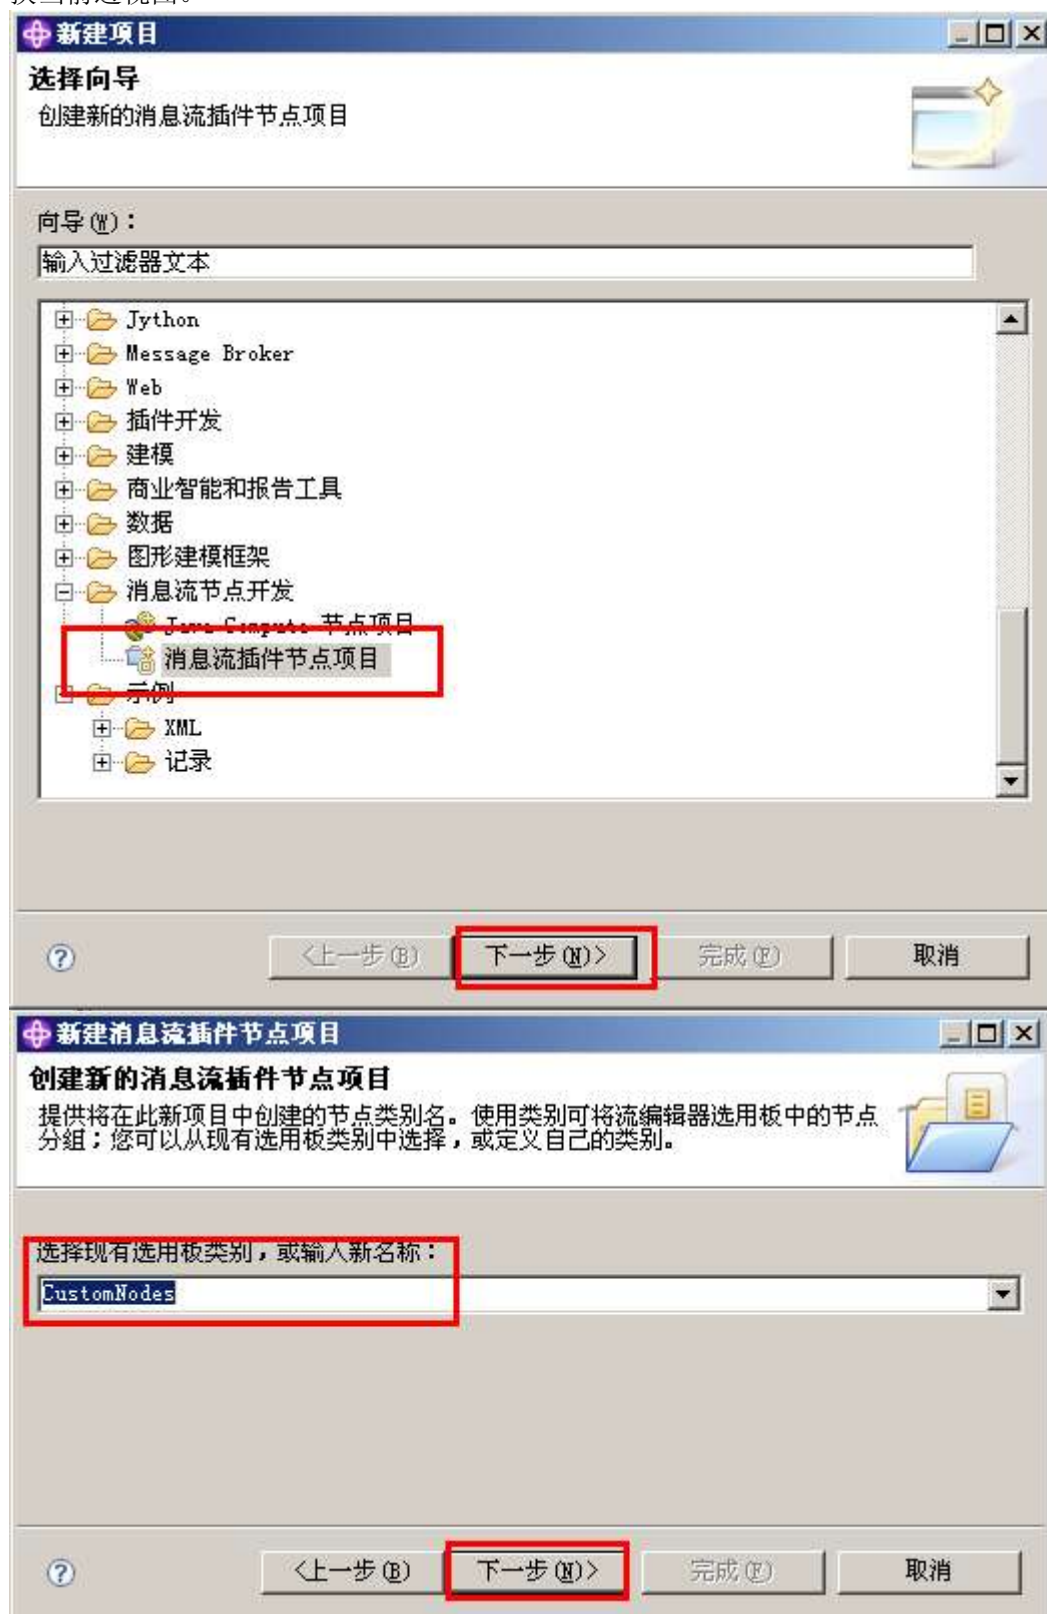 换当前透视图。
新建项目
选择向导
创建新的消息流插件节点项目
向导(W)：
输入过滤器文本
Jython
Message Broker
Web
插件开发
建模
商业智能和报告工具
数据
图形建模框架
消息流节点开发
Java Compute 节点项目
消息流插件节点项目
示例
XML
记录
<上一步(B) 下一步(N)> 完成(F) 取消
新建消息流插件节点项目
创建新的消息流插件节点项目
提供将在此新项目中创建的节点类别名。使用类别可将流编辑器选用板中的节点
分组；您可以从现有选用板类别中选择，或定义自己的类别。
选择现有选用板类别，或输入新名称：
CustomNodes
<上一步(B) 下一步(N)> 完成(F) 取消